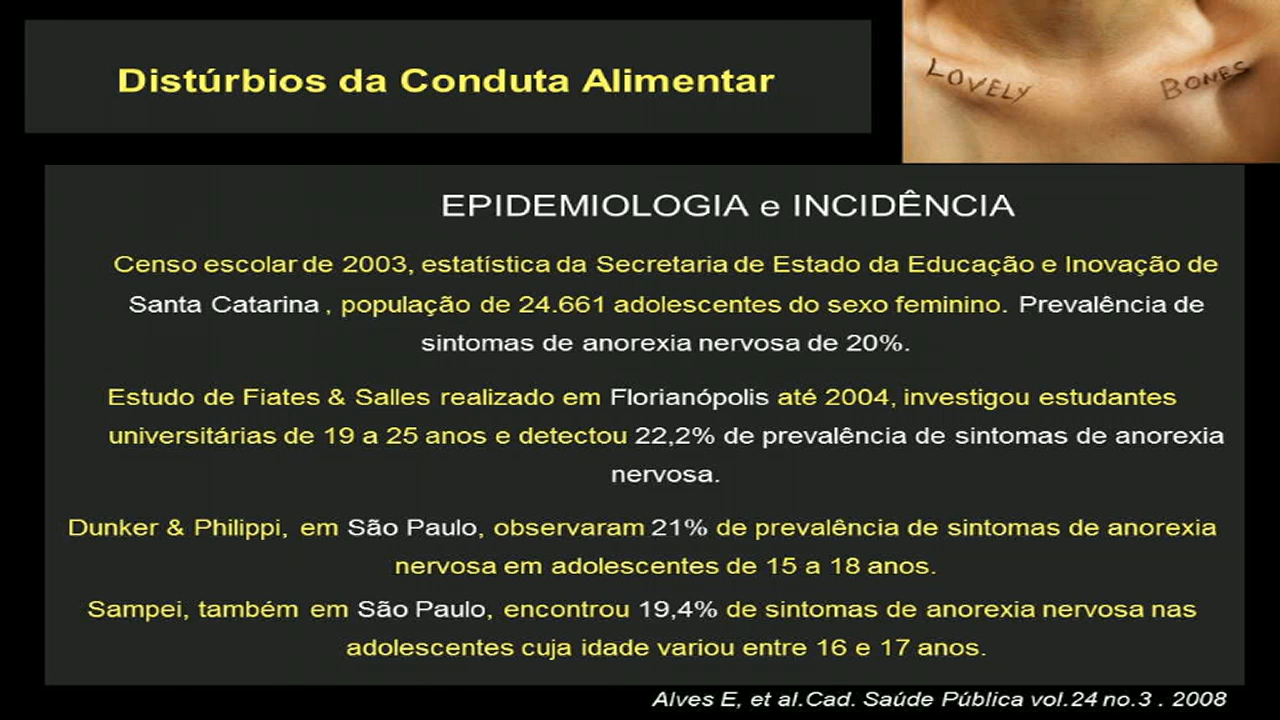 Distúrbios da Conduta Alimentar
LOVELY BONES
EPIDEMIOLOGIA e INCIDÊNCIA
Censo escolar de 2003, estatística da Secretaria de Estado da Educação e Inovação de
Santa Catarina , população de 24.661 adolescentes do sexo feminino. Prevalência de
sintomas de anorexia nervosa de 20%.
Estudo de Fiates & Salles realizado em Florianópolis até 2004, investigou estudantes
universitárias de 19 a 25 anos e detectou 22,2% de prevalência de sintomas de anorexia
nervosa.
Dunker & Philippi, em São Paulo, observaram 21% de prevalência de sintomas de anorexia
nervosa em adolescentes de 15 a 18 anos.
Sampei, também em São Paulo, encontrou 19,4% de sintomas de anorexia nervosa nas
adolescentes cuja idade variou entre 16 e 17 anos.
Alves E, et al.Cad. Saúde Pública vol.24 no.3 . 2008